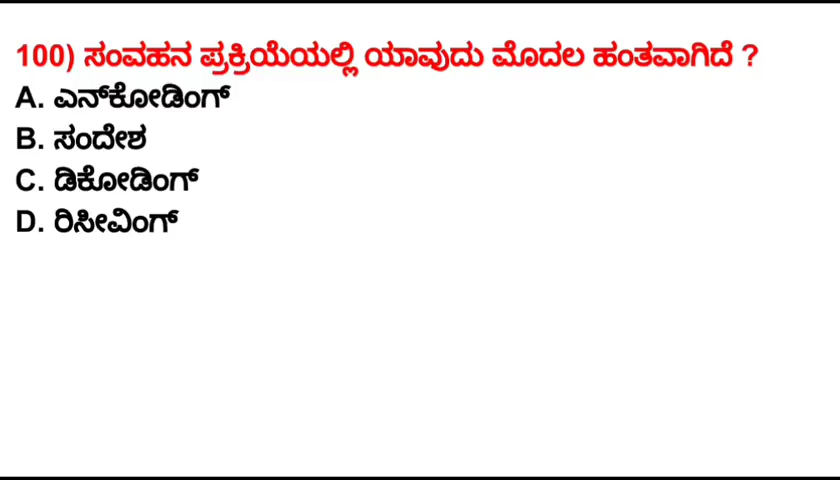 100) ಸಂವಹನ ಪ್ರಕ್ರಿಯೆಯಲ್ಲಿ ಯಾವುದು ಮೊದಲ ಹಂತವಾಗಿದೆ ?
A. ಎನ್‌ಕೋಡಿಂಗ್
B. ಸಂದೇಶ
C. ಡಿಕೋಡಿಂಗ್
D. ರಿಸೀವಿಂಗ್